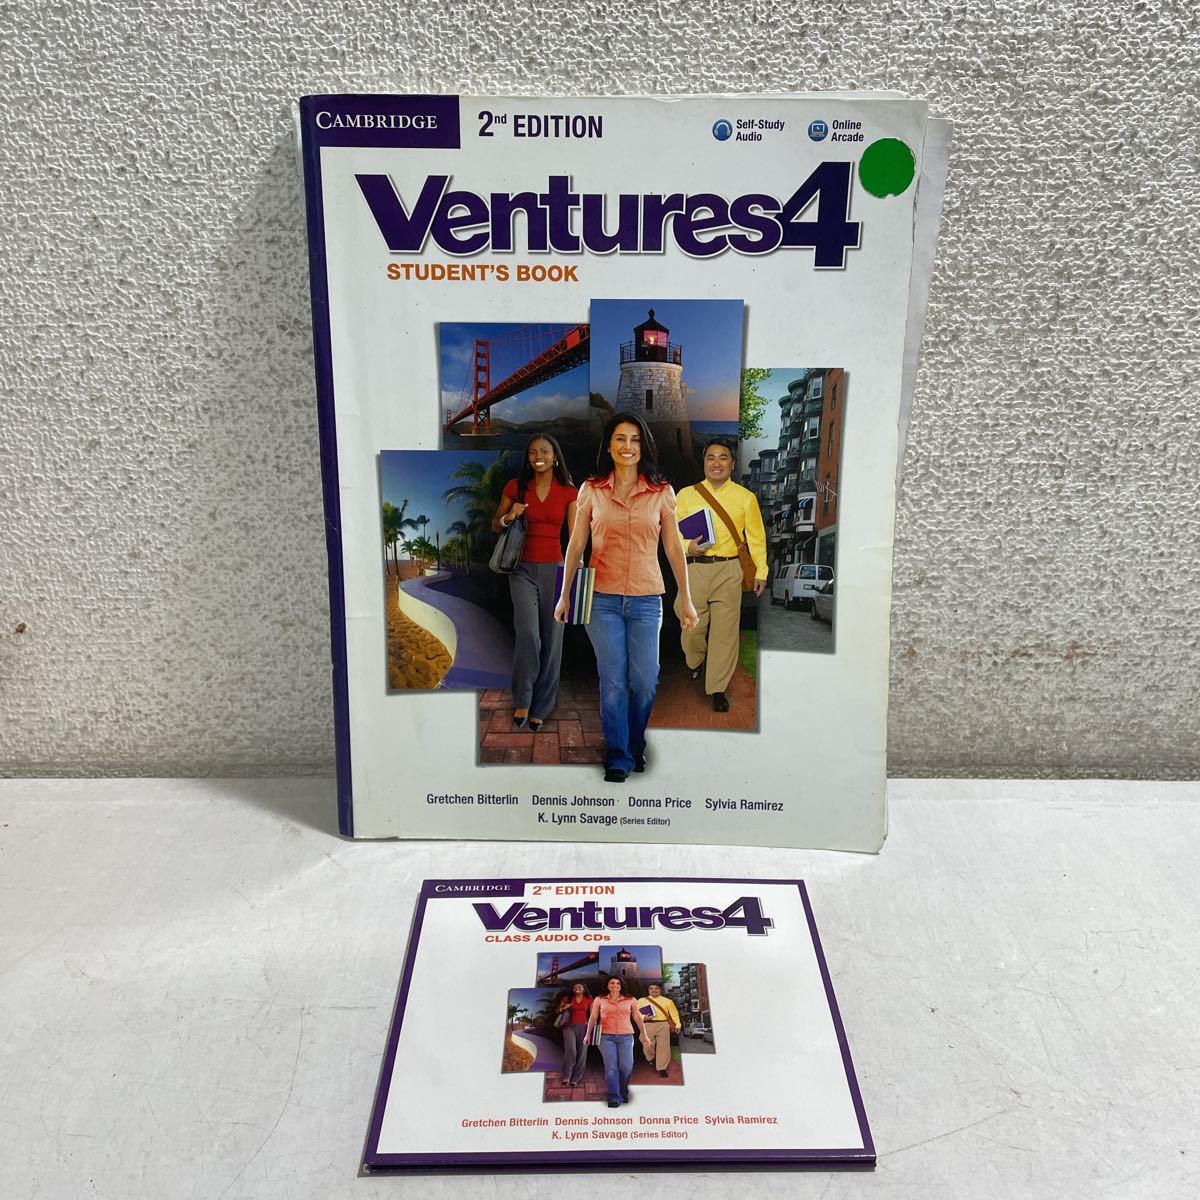 CAMBRIDGE
2nd EDITION
Self-Study
Audio
Online
Arcade
Ventures4
STUDENT'S BOOK
Gretchen Bitterlin Dennis Johnson Donna Price Sylvia Ramirez
K. Lynn Savage (Series Editor)
CAMBRIDGE
2nd EDITION
Ventures4
CLASS AUDIO CDs
Gretchen Bitterlin Dennis Johnson Donna Price Sylvia Ramirez
K. Lynn Savage (Series Editor)